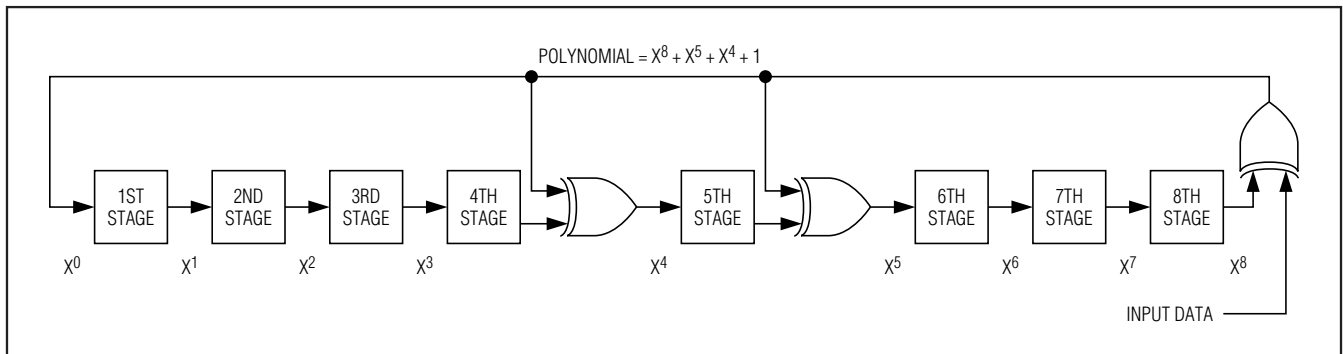 POLYNOMIAL = X⁸ + X⁵ + X⁴ + 1
1ST
STAGE
2ND
STAGE
3RD
STAGE
4TH
STAGE
5TH
STAGE
6TH
STAGE
7TH
STAGE
8TH
STAGE
X⁰ X¹ X² X³ X⁴ X⁵ X⁶ X⁷ X⁸
INPUT DATA